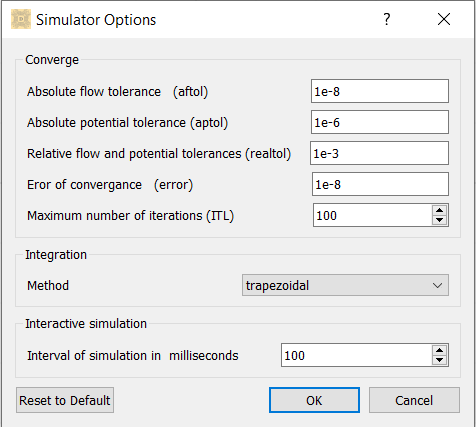 Simulator Options
?
Converge
Absolute flow tolerance (aftol) 1e-8
Absolute potential tolerance (aptol) 1e-6
Relative flow and potential tolerances (realtol) 1e-3
Eror of convergance (error) 1e-8
Maximum number of iterations (ITL) 100
Integration
Method trapezoidal
Interactive simulation
Interval of simulation in milliseconds 100
Reset to Default OK Cancel